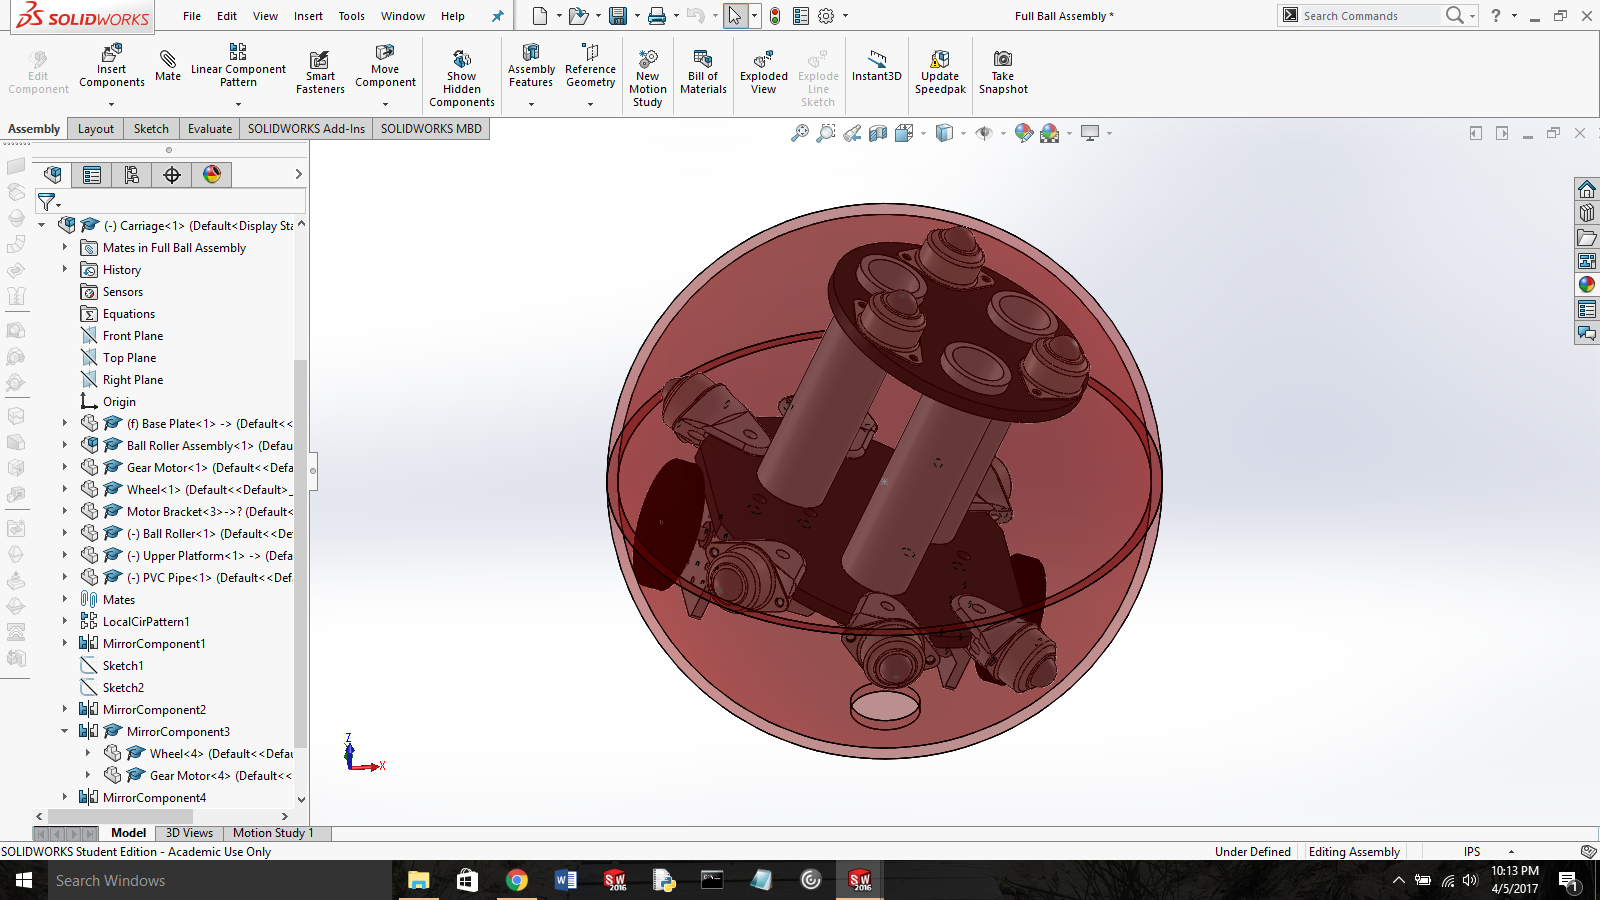 SOLIDWORKS
File Edit View Insert Tools Window Help
Full Ball Assembly *
Search Commands
?
Edit Component
Insert Components
Mate
Linear Component Pattern
Smart Fasteners
Move Component
Show Hidden Components
Assembly Features
Reference Geometry
New Motion Study
Bill of Materials
Exploded View
Explode Line Sketch
Instant3D
Update Speedpak
Take Snapshot
Assembly Layout Sketch Evaluate SOLIDWORKS Add-Ins SOLIDWORKS MBD
(-) Carriage<1> (Default<Display Sta
Mates in Full Ball Assembly
History
Sensors
Equations
Front Plane
Top Plane
Right Plane
Origin
(f) Base Plate<1> -> (Default<<
Ball Roller Assembly<1> (Defau
Gear Motor<1> (Default<<Defa
Wheel<1> (Default<<Default>_
Motor Bracket<3>->? (Default<
(-) Ball Roller<1> (Default<<De
(-) Upper Platform<1> -> (Defa
(-) PVC Pipe<1> (Default<<Def
Mates
LocalCirPattern1
MirrorComponent1
Sketch1
Sketch2
MirrorComponent2
MirrorComponent3
Wheel<4> (Default<<Defau
Gear Motor<4> (Default<<
MirrorComponent4
Z
X
Model 3D Views Motion Study 1
SOLIDWORKS Student Edition - Academic Use Only
Under Defined Editing Assembly IPS
Search Windows
W
SW 2016
SW 2016
10:13 PM
4/5/2017
1